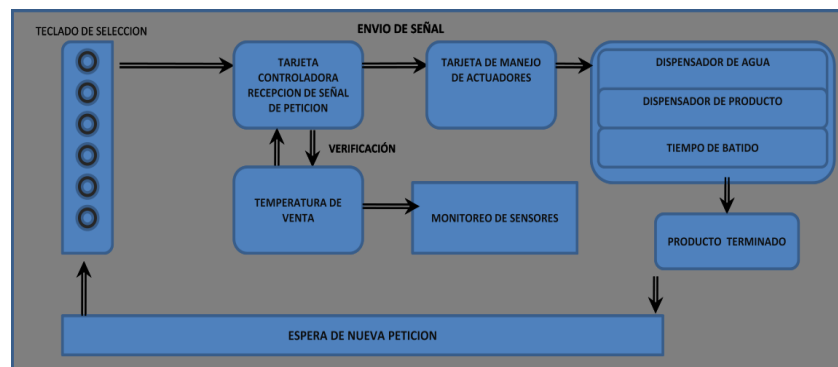 TECLADO DE SELECCION
ENVIO DE SEÑAL
TARJETA
CONTROLADORA
RECEPCION DE SEÑAL
DE PETICION
TARJETA DE MANEJO
DE ACTUADORES
DISPENSADOR DE AGUA
DISPENSADOR DE PRODUCTO
TIEMPO DE BATIDO
VERIFICACIÓN
TEMPERATURA DE
VENTA
MONITOREO DE SENSORES
PRODUCTO TERMINADO
ESPERA DE NUEVA PETICION